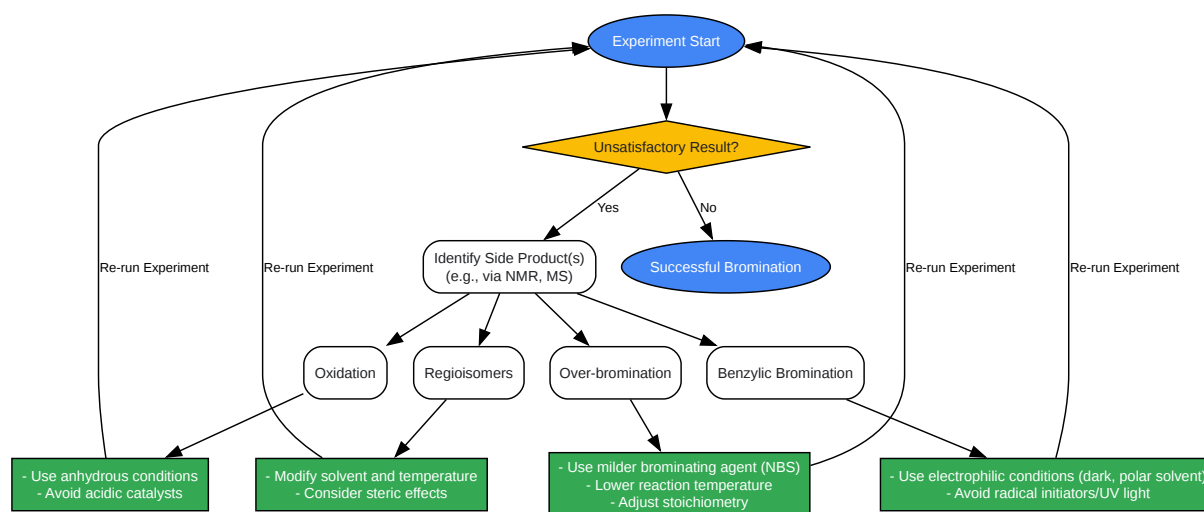 Experiment Start
Unsatisfactory Result?
Yes
No
Identify Side Product(s)
(e.g., via NMR, MS)
Successful Bromination
Re-run Experiment
Re-run Experiment
Re-run Experiment
Re-run Experiment
Oxidation
Regioisomers
Over-bromination
Benzylic Bromination
- Use anhydrous conditions
- Avoid acidic catalysts
- Modify solvent and temperature
- Consider steric effects
- Use milder brominating agent (NBS)
- Lower reaction temperature
- Adjust stoichiometry
- Use electrophilic conditions (dark, polar solvent)
- Avoid radical initiators/UV light